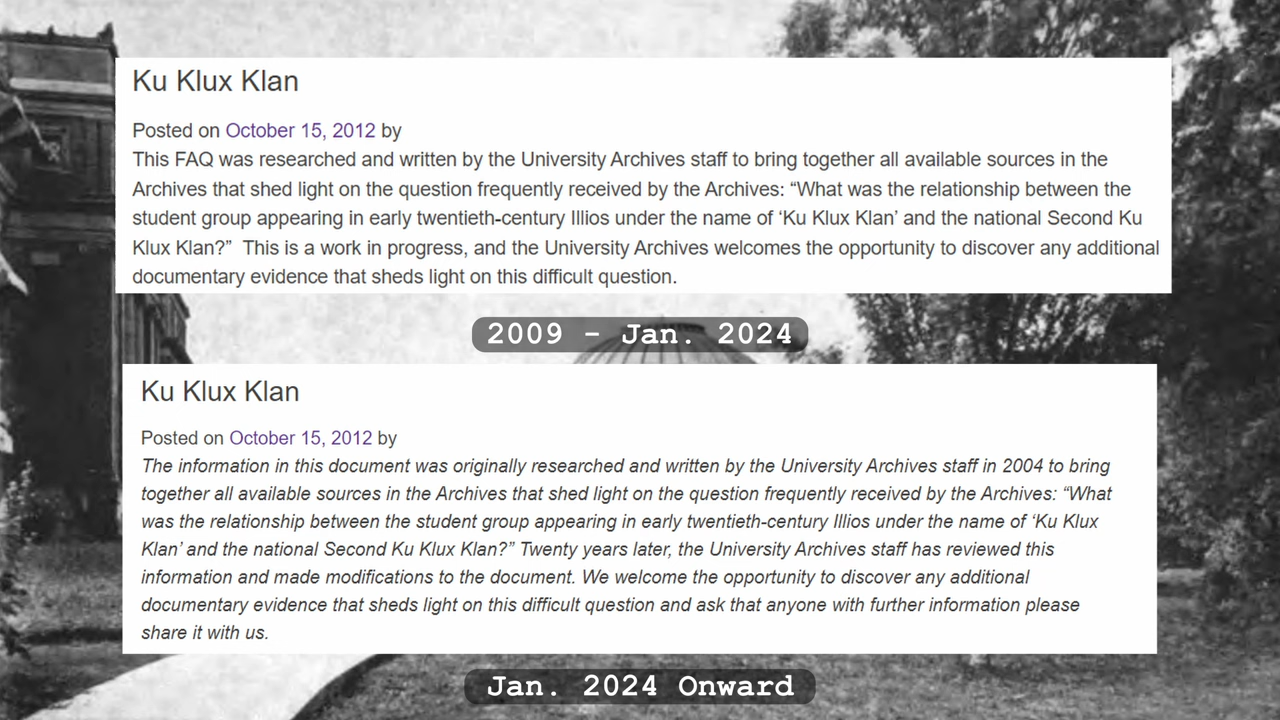 Ku Klux Klan
Posted on October 15, 2012 by
This FAQ was researched and written by the University Archives staff to bring together all available sources in the
Archives that shed light on the question frequently received by the Archives: “What was the relationship between the
student group appearing in early twentieth-century Illios under the name of ‘Ku Klux Klan’ and the national Second Ku
Klux Klan?”  This is a work in progress, and the University Archives welcomes the opportunity to discover any additional
documentary evidence that sheds light on this difficult question.
2009 – Jan. 2024
Ku Klux Klan
Posted on October 15, 2012 by
The information in this document was originally researched and written by the University Archives staff in 2004 to bring
together all available sources in the Archives that shed light on the question frequently received by the Archives: “What
was the relationship between the student group appearing in early twentieth-century Illios under the name of ‘Ku Klux
Klan’ and the national Second Ku Klux Klan?” Twenty years later, the University Archives staff has reviewed this
information and made modifications to the document. We welcome the opportunity to discover any additional
documentary evidence that sheds light on this difficult question and ask that anyone with further information please
share it with us.
Jan. 2024 Onward